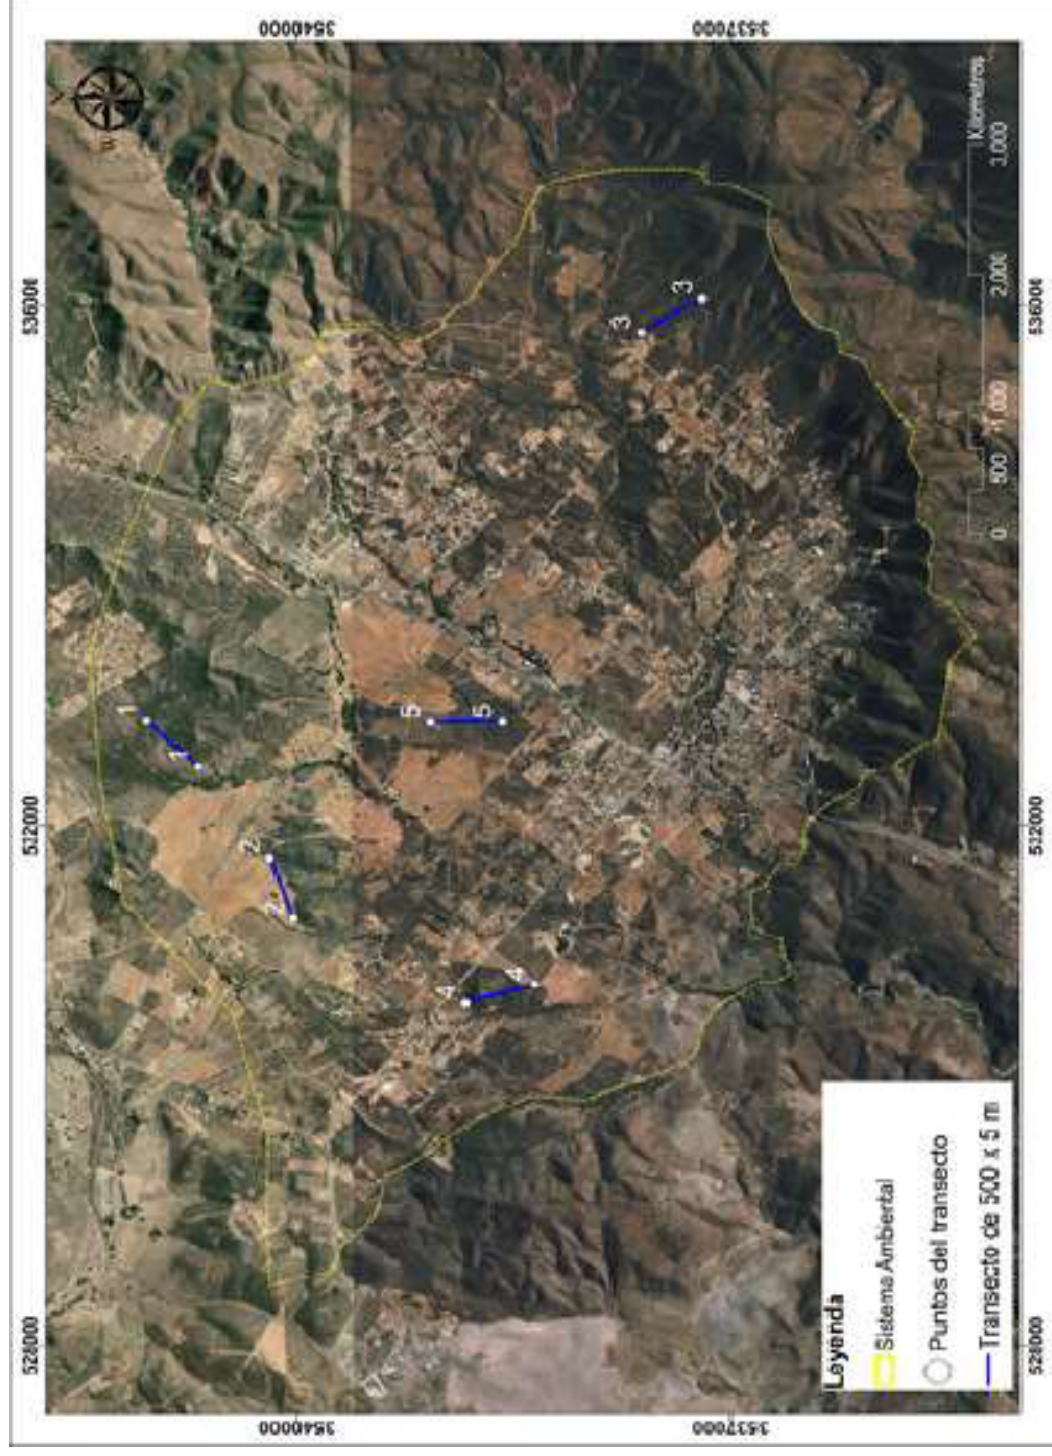 528000 532000 536000
3540000 3540000
1
1
2
2
5
5
4
4
3
3
3537000 3537000
Leyenda
Sistema Ambiental
Puntos del transecto
Transecto de 500 x 5 m
Kilometros
0 500 1,000 2,000 3,000
528000 532000 536000